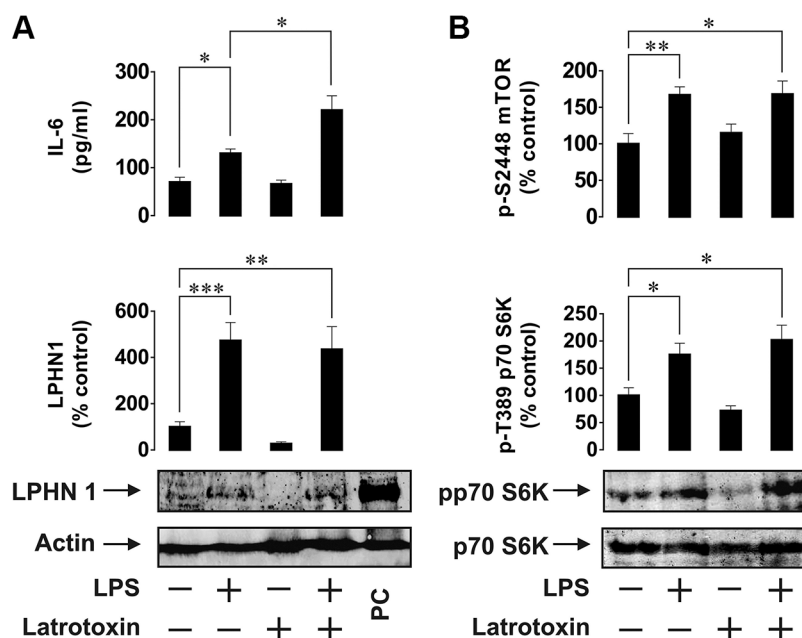 A
*
*
300
200
100
0
IL-6
(pg/ml)
**
***
600
400
200
0
LPHN1
(% control)
LPHN 1
Actin
LPS
− + − +
Latrotoxin
− − + +
PC
B
*
**
200
150
100
50
0
p-S2448 mTOR
(% control)
*
*
250
200
150
100
50
0
p-T389 p70 S6K
(% control)
pp70 S6K
p70 S6K
LPS
− + − +
Latrotoxin
− − + +